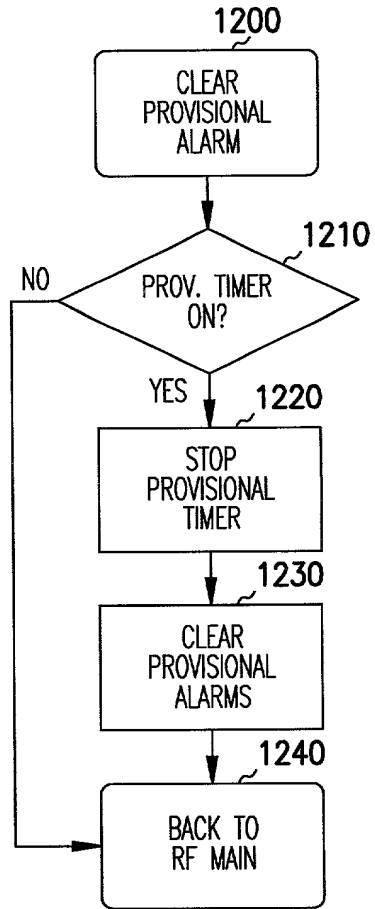 1200
CLEAR
PROVISIONAL
ALARM
1210
PROV. TIMER
ON?
NO
YES
1220
STOP
PROVISIONAL
TIMER
1230
CLEAR
PROVISIONAL
ALARMS
1240
BACK TO
RF MAIN